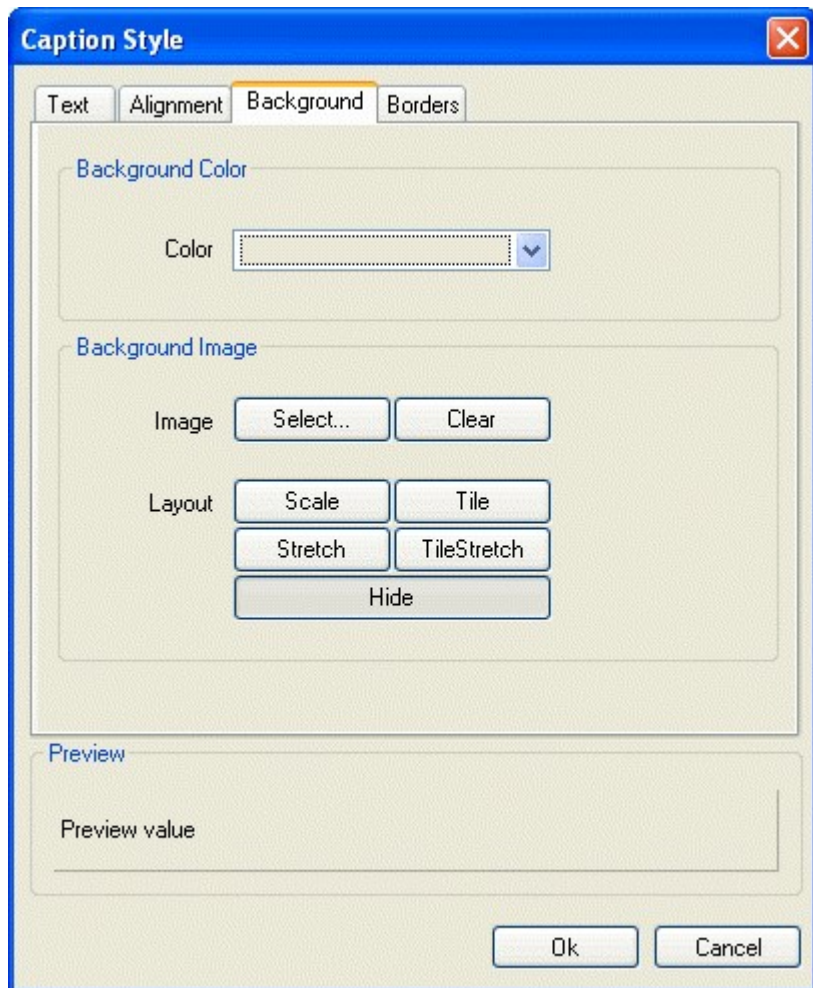 Caption Style
Text Alignment Background Borders
Background Color
Color
Background Image
Image Select... Clear
Layout Scale Tile
Stretch TileStretch
Hide
Preview
Preview value
Ok Cancel